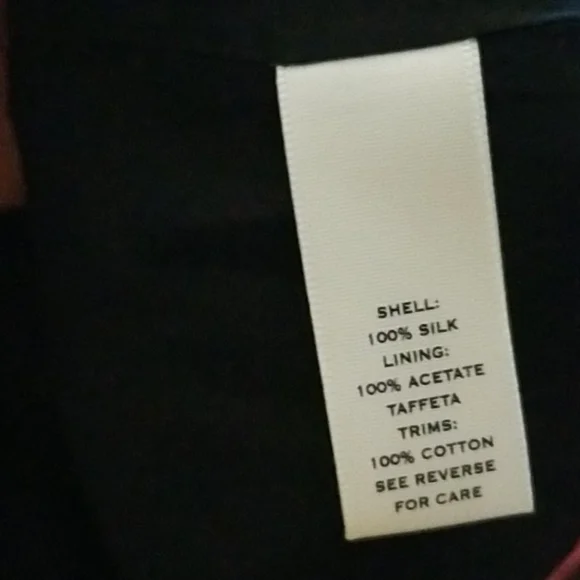 SHELL:
100% SILK
LINING:
100% ACETATE
TAFFETA
TRIMS:
100% COTTON
SEE REVERSE
FOR CARE